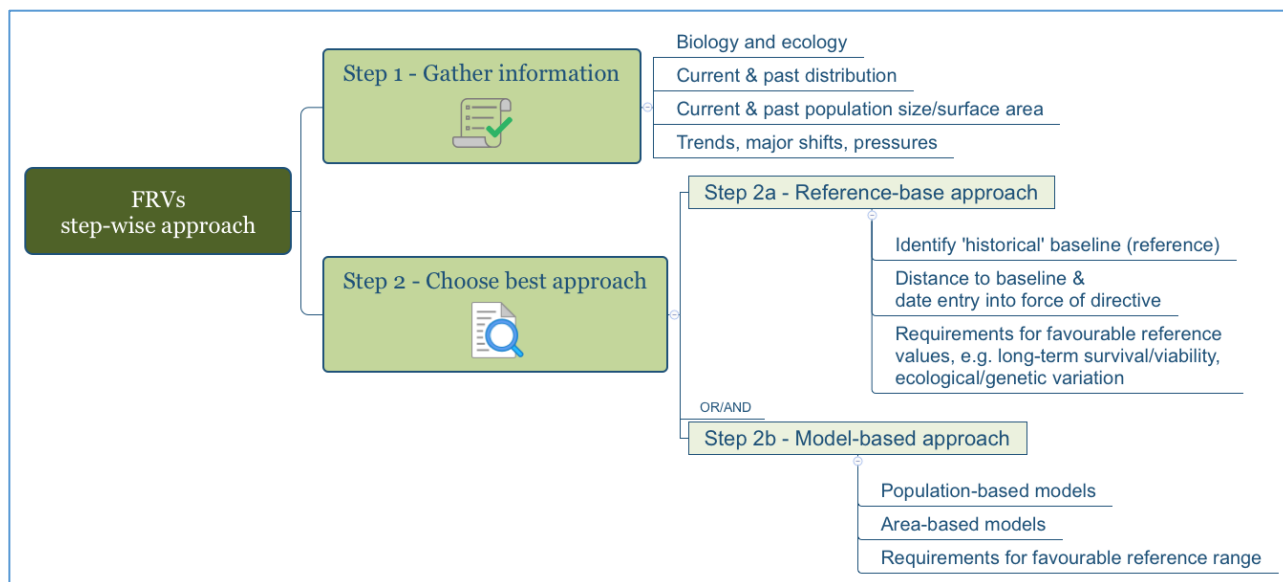 FRVs
step-wise approach
Step 1 - Gather information
Biology and ecology
Current & past distribution
Current & past population size/surface area
Trends, major shifts, pressures
Step 2 - Choose best approach
Step 2a - Reference-base approach
Identify 'historical' baseline (reference)
Distance to baseline &
date entry into force of directive
Requirements for favourable reference
values, e.g. long-term survival/viability,
ecological/genetic variation
OR/AND
Step 2b - Model-based approach
Population-based models
Area-based models
Requirements for favourable reference range